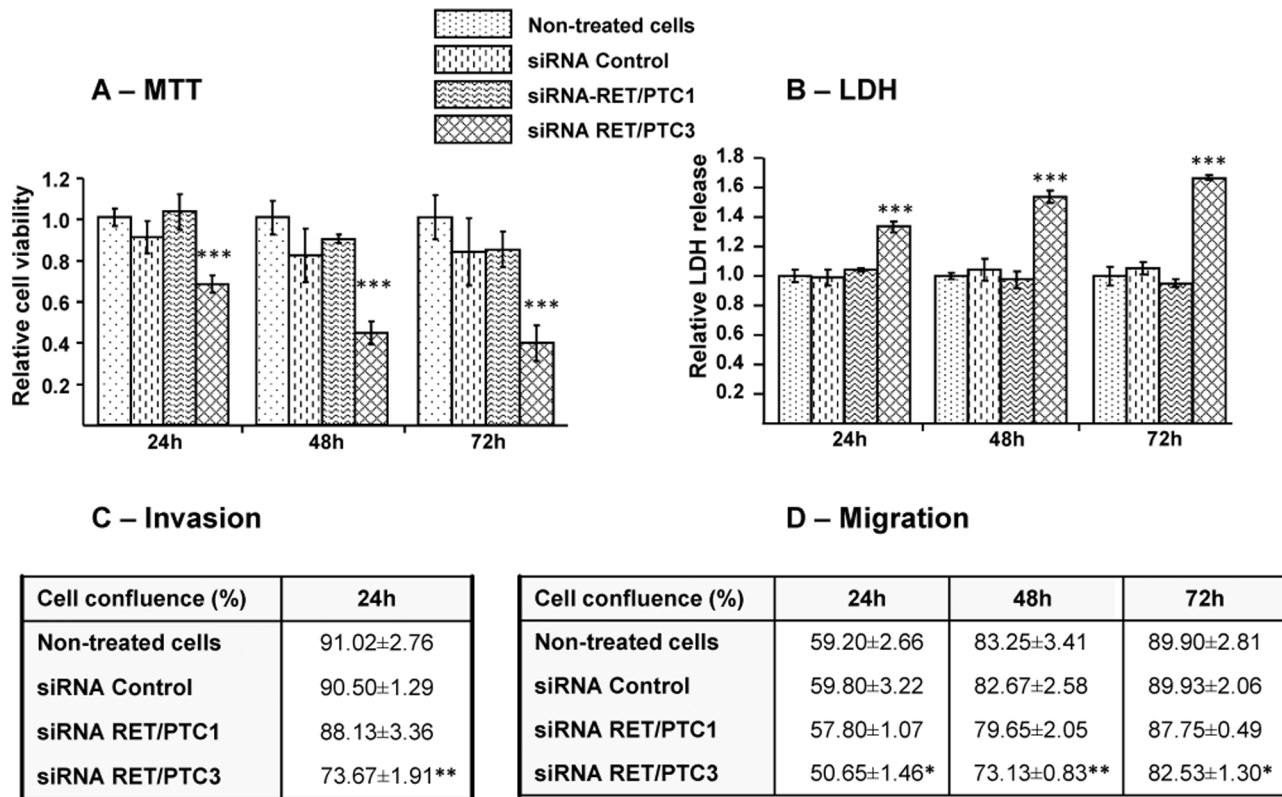 Non-treated cells
siRNA Control
siRNA-RET/PTC1
siRNA RET/PTC3
A – MTT
Relative cell viability
1.2
1.0
0.8
0.6
0.4
0.2
***
***
***
24h
48h
72h
B – LDH
Relative LDH release
1.8
1.6
1.4
1.2
1.0
0.8
0.6
0.4
0.2
***
***
***
24h
48h
72h
C – Invasion
Cell confluence (%) 24h
Non-treated cells 91.02±2.76
siRNA Control 90.50±1.29
siRNA RET/PTC1 88.13±3.36
siRNA RET/PTC3 73.67±1.91**
D – Migration
Cell confluence (%) 24h 48h 72h
Non-treated cells 59.20±2.66 83.25±3.41 89.90±2.81
siRNA Control 59.80±3.22 82.67±2.58 89.93±2.06
siRNA RET/PTC1 57.80±1.07 79.65±2.05 87.75±0.49
siRNA RET/PTC3 50.65±1.46* 73.13±0.83** 82.53±1.30*